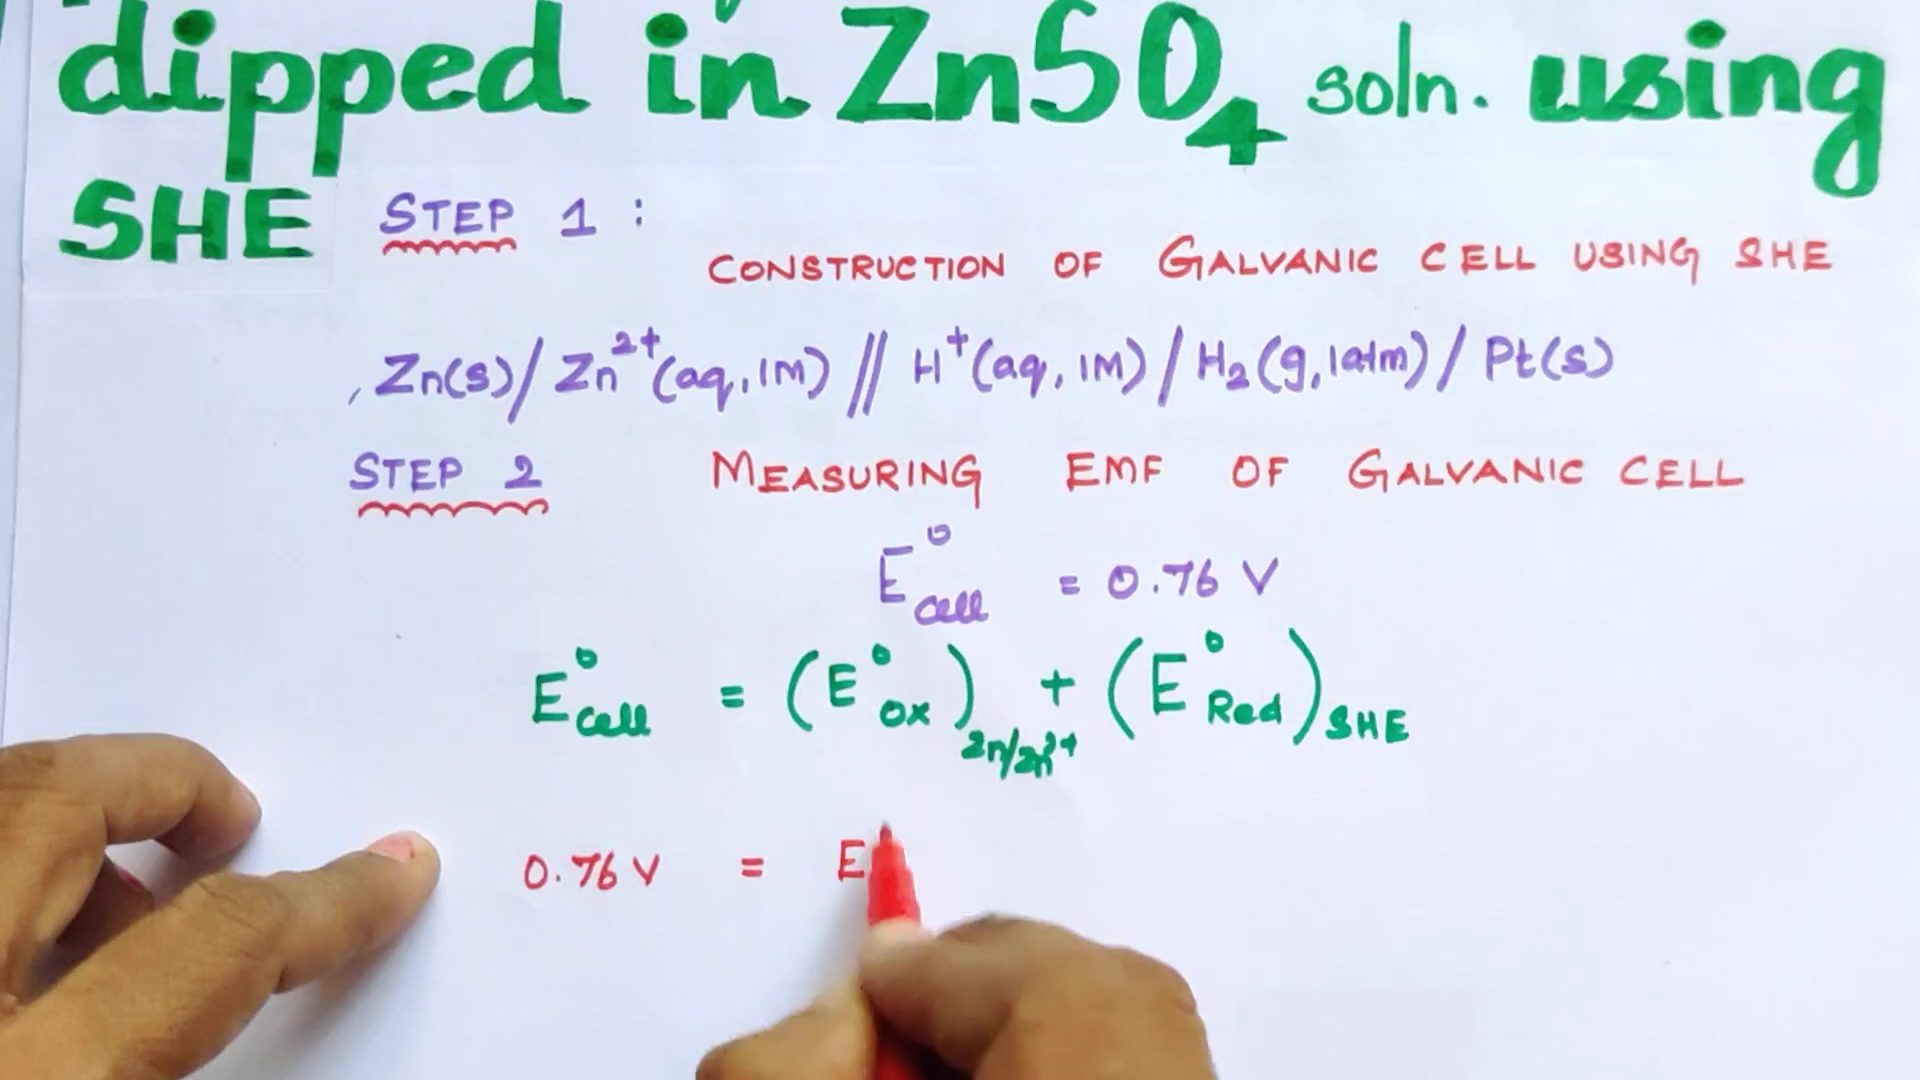 dipped in ZnSO₄ soln. using
SHE STEP 1 :
CONSTRUCTION OF GALVANIC CELL USING SHE
, Zn(s) / Zn²⁺(aq, 1M) // H⁺(aq, 1M) / H₂(g, 1atm) / Pt(s)
STEP 2 MEASURING EMF OF GALVANIC CELL
E°cell = 0.76 V
E°cell = (E°ox)Zn/Zn²⁺ + (E°Red)SHE
0.76 V = E